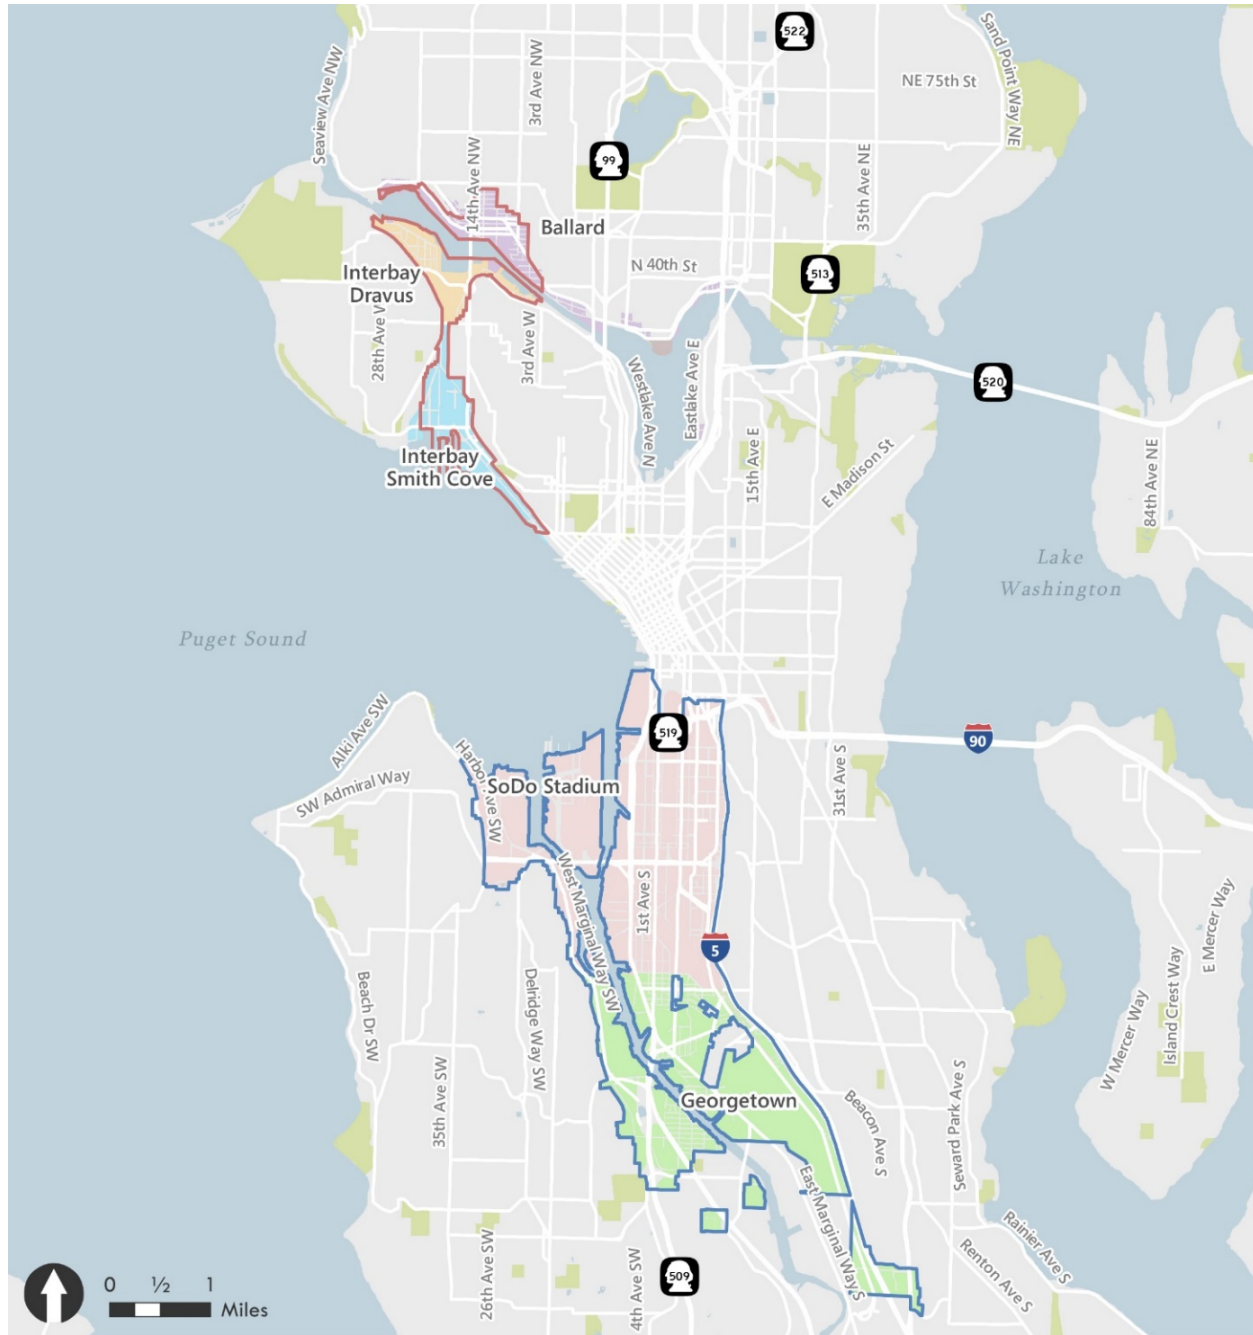 522
Sand Point Way NE
Seaview Ave NW
3rd Ave NW
NE 75th St
99
14th Ave NW
35th Ave NE
Ballard
N 40th St
513
Interbay
Dravus
28th Ave W
3rd Ave W
Westlake Ave N
Eastlake Ave E
520
15th Ave E
E Madison St
84th Ave NE
Interbay
Smith Cove
Lake
Washington
Puget Sound
Alki Ave SW
Harbor Ave SW
519
90
SW Admiral Way
SoDo Stadium
31st Ave S
West Marginal Way SW
1st Ave S
5
E Mercer Way
Island Crest Way
W Mercer Way
Beach Dr SW
Delridge Way SW
35th Ave SW
Georgetown
Beacon Ave S
Seward Park Ave S
East Marginal Way S
Rainier Ave S
Renton Ave S
26th Ave SW
4th Ave SW
509
0 ½ 1
Miles